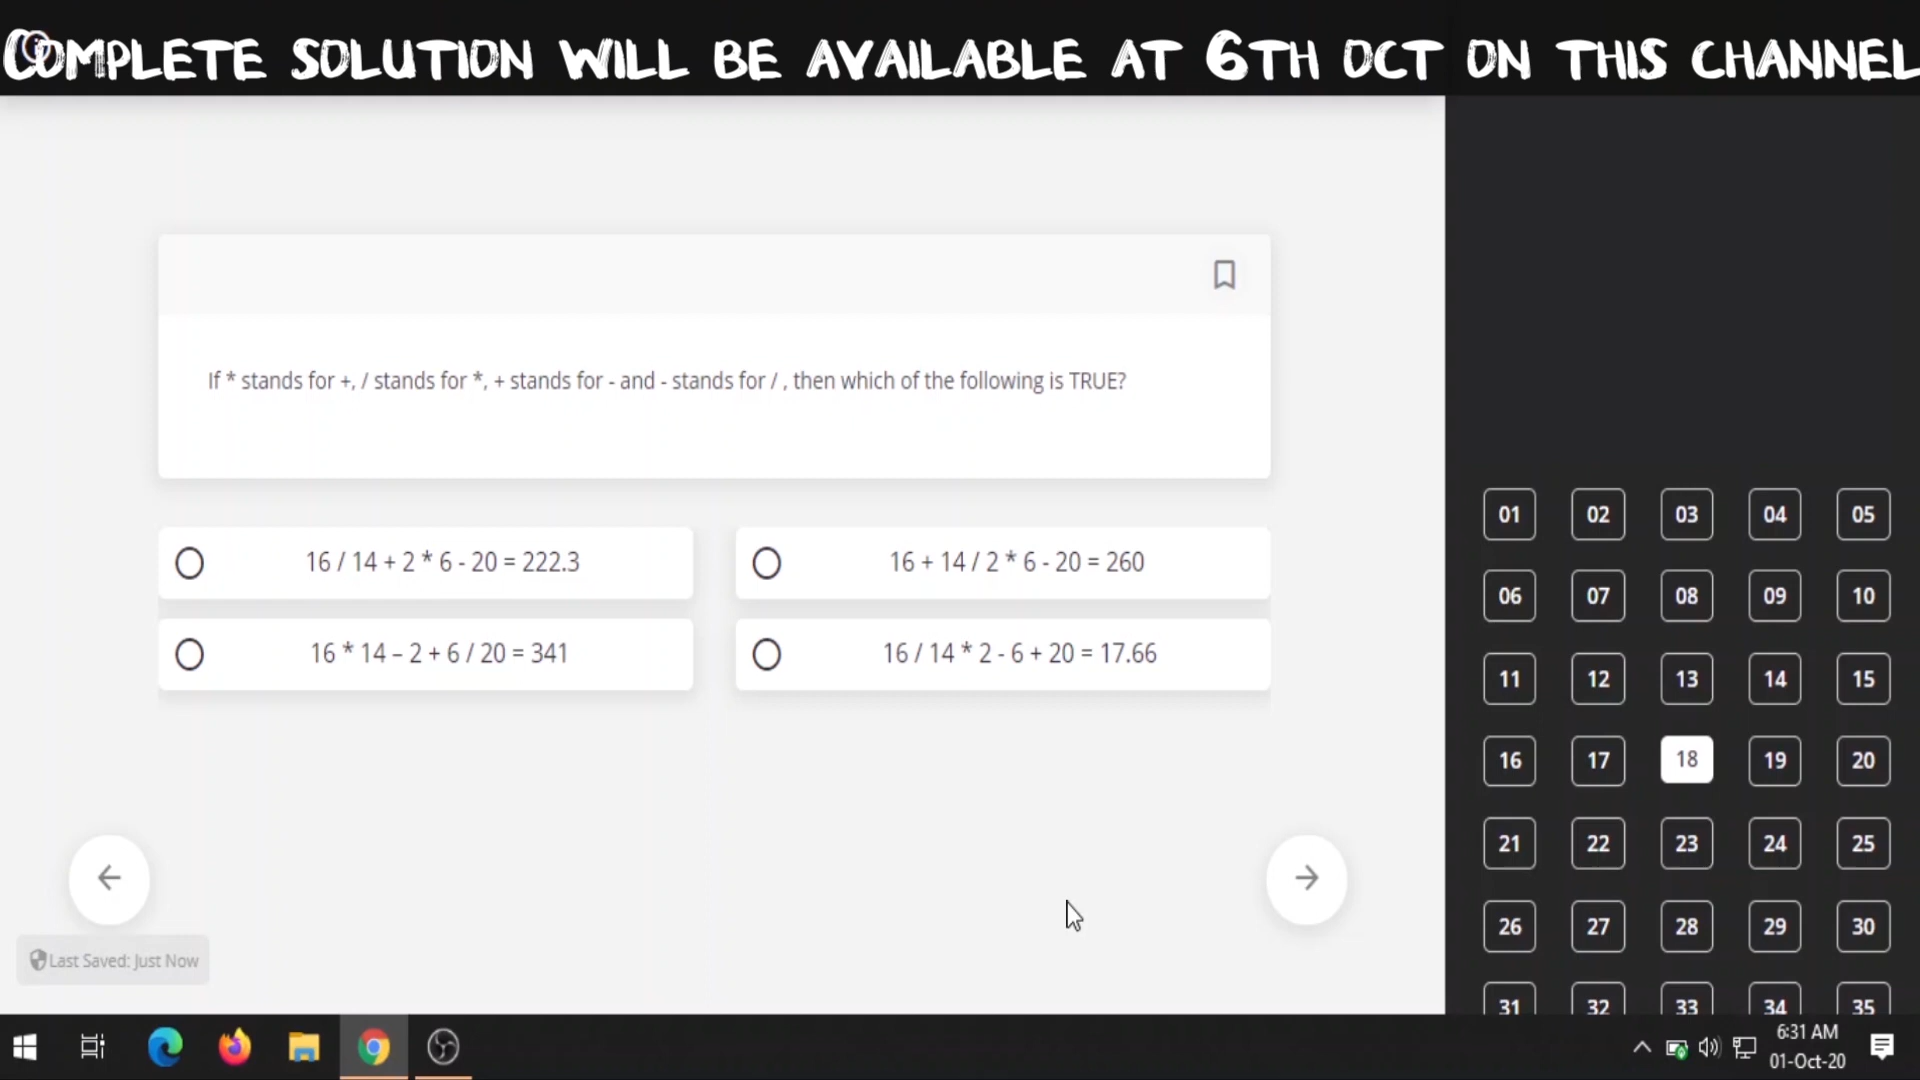 Complete solution will be available at 6th oct on this channel
If * stands for +, / stands for *, + stands for - and - stands for / , then which of the following is TRUE?
16 / 14 + 2 * 6 - 20 = 222.3
16 + 14 / 2 * 6 - 20 = 260
16 * 14 – 2 + 6 / 20 = 341
16 / 14 * 2 - 6 + 20 = 17.66
Last Saved: Just Now
01 02 03 04 05
06 07 08 09 10
11 12 13 14 15
16 17 18 19 20
21 22 23 24 25
26 27 28 29 30
31 32 33 34 35
6:31 AM
01-Oct-20